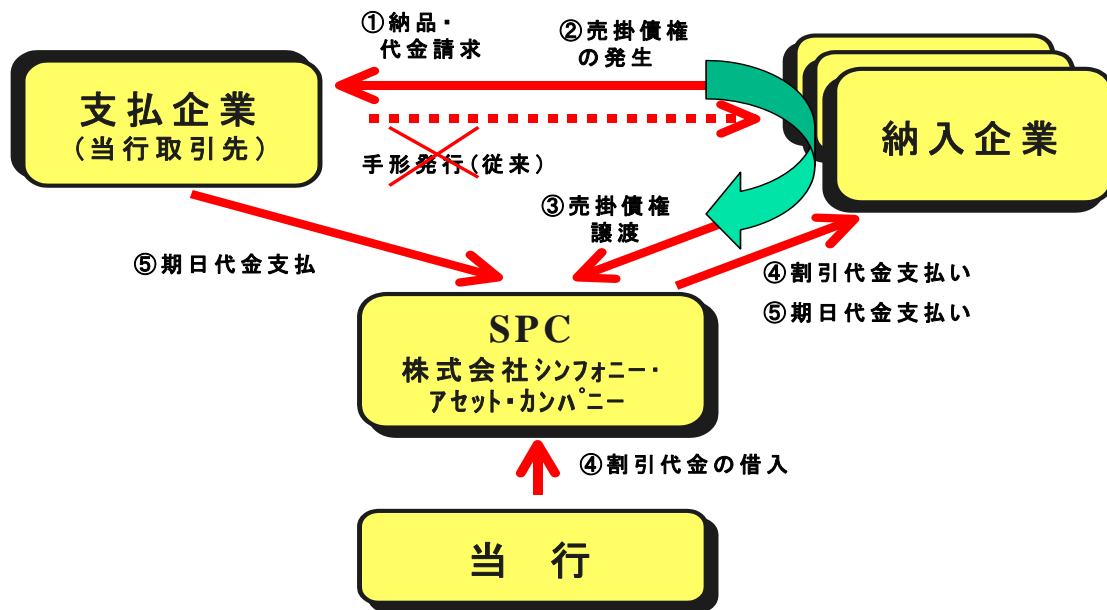 ①納品・
代金請求
②売掛債権
の発生
支払企業
(当行取引先)
納入企業
手形発行(従来)
③売掛債権
譲渡
⑤期日代金支払
④割引代金支払い
⑤期日代金支払い
SPC
株式会社ｼﾝﾌｫﾆｰ・
ｱｾｯﾄ・ｶﾝﾊﾟﾆｰ
④割引代金の借入
当 行